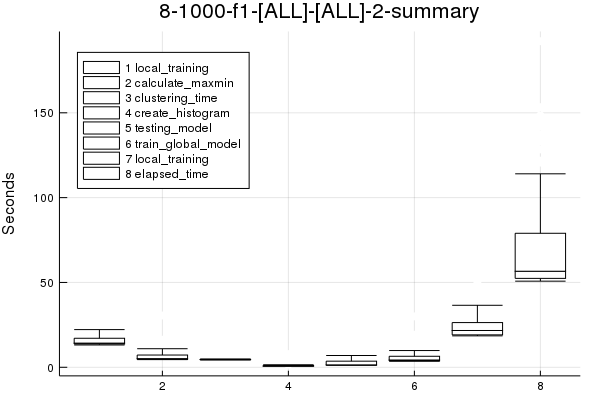 8-1000-f1-[ALL]-[ALL]-2-summary
Seconds
150
100
50
0
1 local_training
2 calculate_maxmin
3 clustering_time
4 create_histogram
5 testing_model
6 train_global_model
7 local_training
8 elapsed_time
2 4 6 8